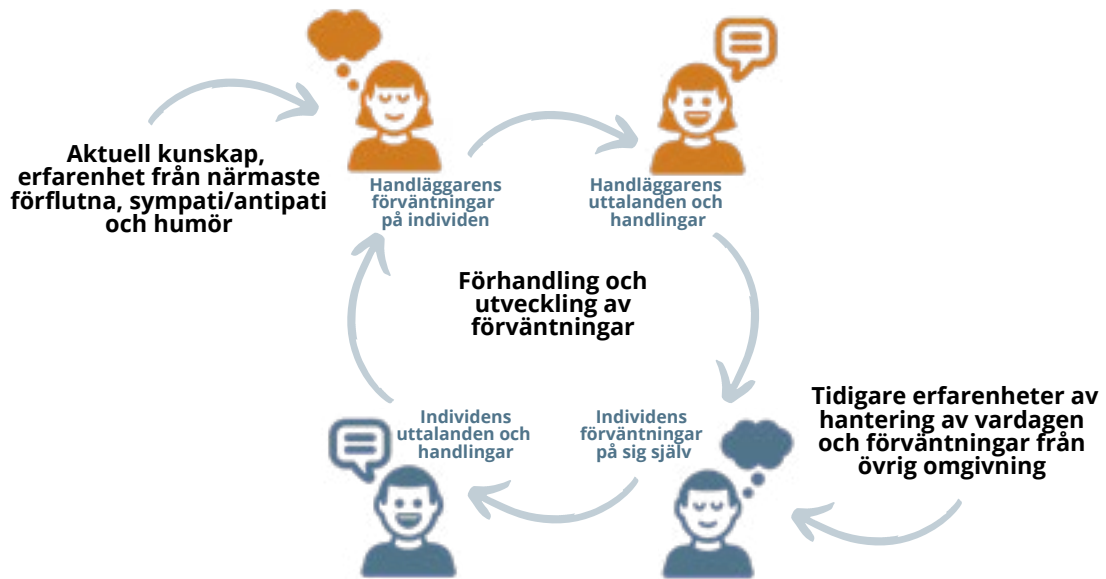 Aktuell kunskap,
erfarenhet från närmaste
förflutna, sympati/antipati
och humör
Handläggarens
förväntningar
på individen
Handläggarens
uttalanden och
handlingar
Förhandling och
utveckling av
förväntningar
Individens
uttalanden och
handlingar
Individens
förväntningar
på sig själv
Tidigare erfarenheter av
hantering av vardagen
och förväntningar från
övrig omgivning